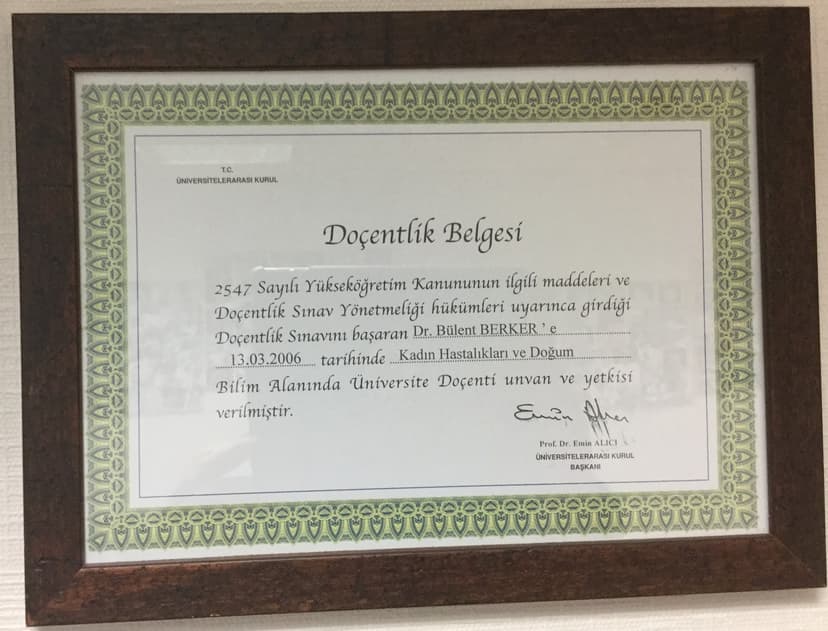 T.C.
ÜNİVERSİTELERARASI KURUL
Doçentlik Belgesi
2547 Sayılı Yükseköğretim Kanununun ilgili maddeleri ve
Doçentlik Sınav Yönetmeliği hükümleri uyarınca girdiği
Doçentlik Sınavını başaran Dr. Bülent BERKER ' e
13.03.2006 tarihinde Kadın Hastalıkları ve Doğum
Bilim Alanında Üniversite Doçenti unvan ve yetkisi
verilmiştir.
Emin Alıcı
Prof. Dr. Emin ALICI
ÜNİVERSİTELERARASI KURUL
BAŞKANI